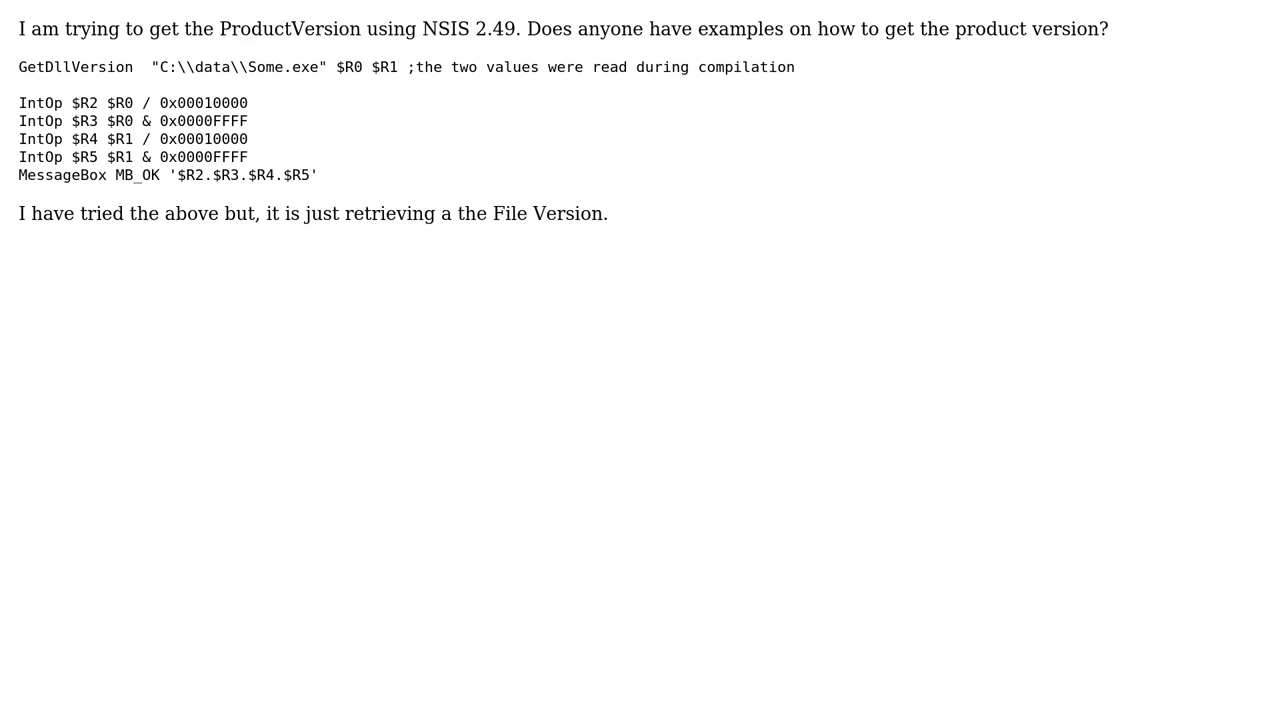 I am trying to get the ProductVersion using NSIS 2.49. Does anyone have examples on how to get the product version?
GetDllVersion  "C:\\data\\Some.exe" $R0 $R1 ;the two values were read during compilation
IntOp $R2 $R0 / 0x00010000
IntOp $R3 $R0 & 0x0000FFFF
IntOp $R4 $R1 / 0x00010000
IntOp $R5 $R1 & 0x0000FFFF
MessageBox MB_OK '$R2.$R3.$R4.$R5'
I have tried the above but, it is just retrieving a the File Version.